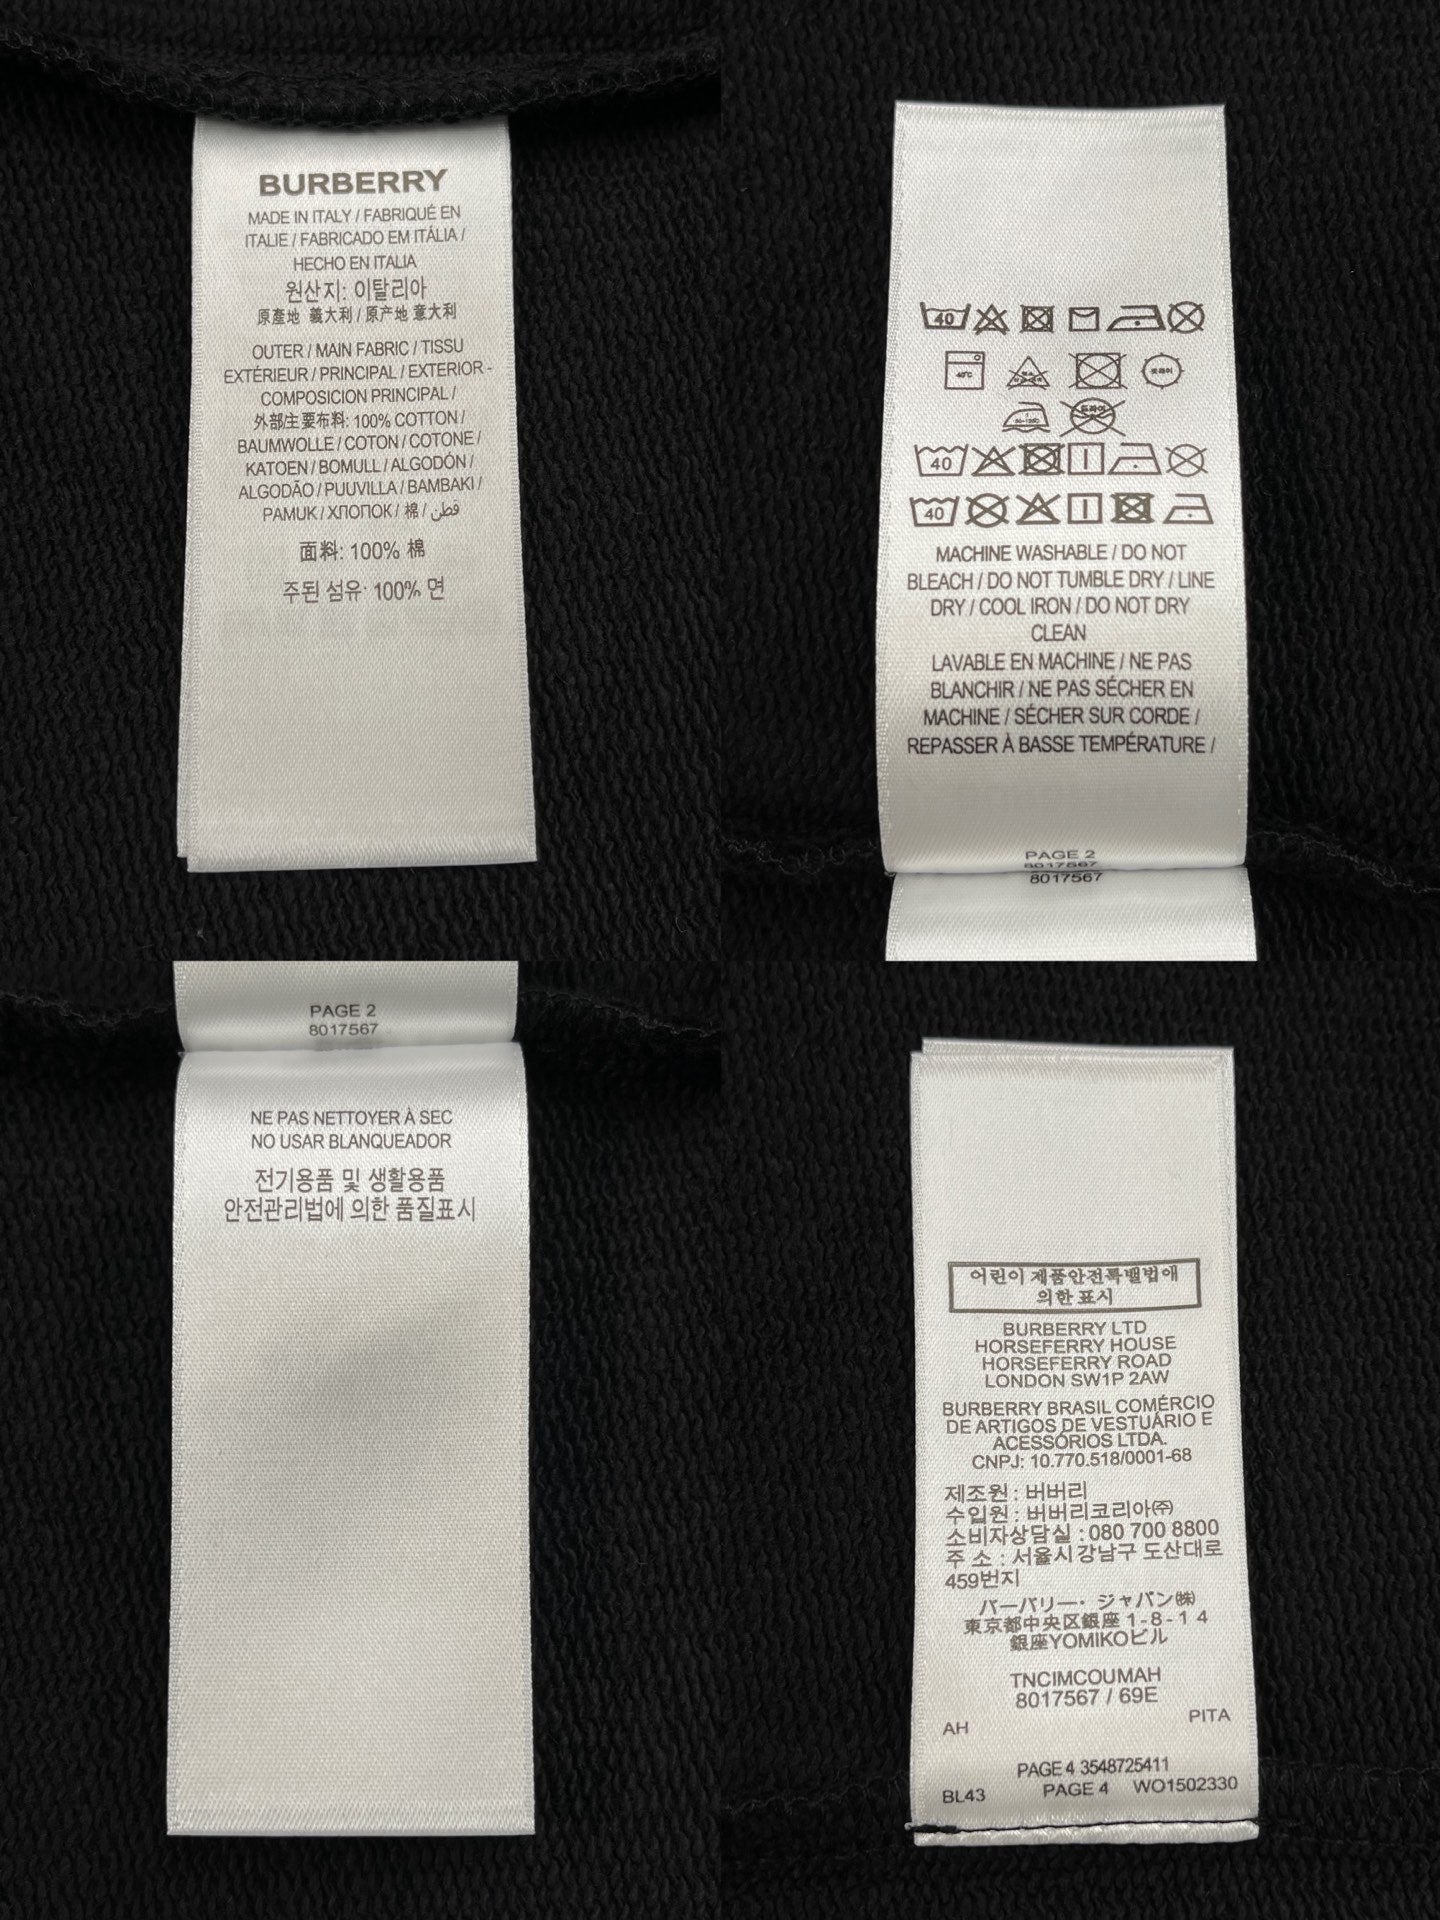 BURBERRY
MADE IN ITALY / FABRIQUÉ EN
ITALIE / FABRICADO EM ITÁLIA /
HECHO EN ITALIA
원산지: 이탈리아
原產地 義大利 / 原产地 意大利
OUTER / MAIN FABRIC / TISSU
EXTÉRIEUR / PRINCIPAL / EXTERIOR -
COMPOSICION PRINCIPAL /
外部主要布料: 100% COTTON /
BAUMWOLLE / COTON / COTONE /
KATOEN / BOMULL / ALGODÓN /
ALGODÃO / PUUVILLA / BAMBAKI /
PAMUK / ХЛОПОК / 棉 / قطن
面料: 100% 棉
주된 섬유: 100% 면
40
40℃
40
40
MACHINE WASHABLE / DO NOT
BLEACH / DO NOT TUMBLE DRY / LINE
DRY / COOL IRON / DO NOT DRY
CLEAN
LAVABLE EN MACHINE / NE PAS
BLANCHIR / NE PAS SÉCHER EN
MACHINE / SÉCHER SUR CORDE /
REPASSER À BASSE TEMPÉRATURE /
PAGE 2
8017567
8017567
PAGE 2
8017567
NE PAS NETTOYER À SEC
NO USAR BLANQUEADOR
전기용품 및 생활용품
안전관리법에 의한 품질표시
어린이 제품안전특밸법애
의한 표시
BURBERRY LTD
HORSEFERRY HOUSE
HORSEFERRY ROAD
LONDON SW1P 2AW
BURBERRY BRASIL COMÉRCIO
DE ARTIGOS DE VESTUÁRIO E
ACESSÓRIOS LTDA.
CNPJ: 10.770.518/0001-68
제조원 : 버버리
수입원 : 버버리코리아㈜
소비자상담실 : 080 700 8800
주 소 : 서울시강남구 도산대로
459번지
バーバリー・ジャパン㈱
東京都中央区銀座 1-8-14
銀座YOMIKOビル
TNCIMCOUMAH
8017567 / 69E
AH PITA
PAGE 4 3548725411
BL43 PAGE 4 WO1502330